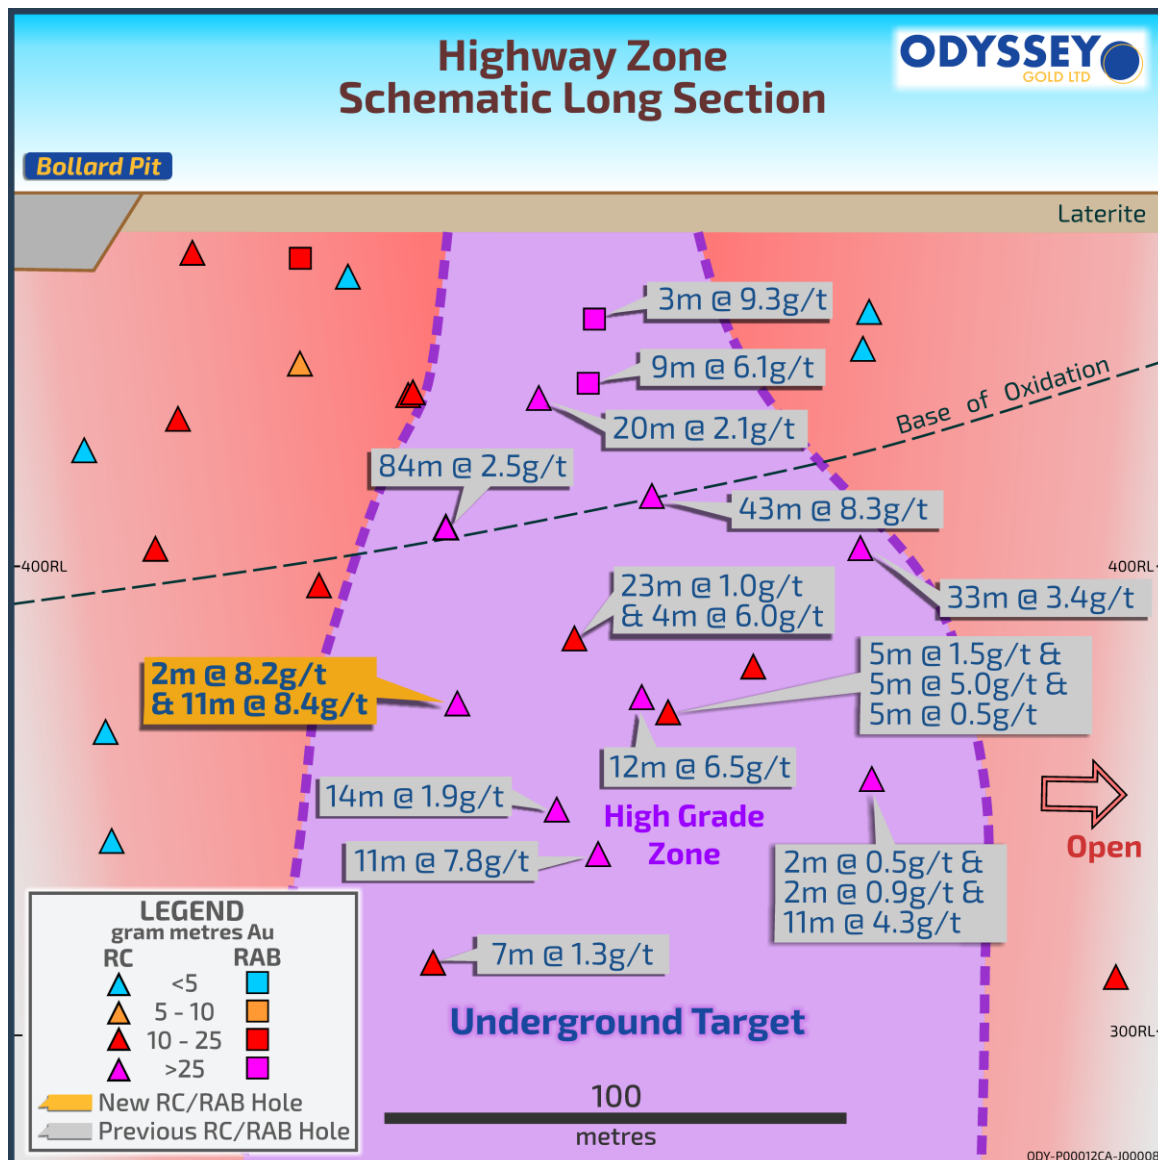 Highway Zone
Schematic Long Section
ODYSSEY
GOLD LTD
Bollard Pit
Laterite
3m @ 9.3g/t
9m @ 6.1g/t
20m @ 2.1g/t
Base of Oxidation
84m @ 2.5g/t
43m @ 8.3g/t
400RL
400RL
23m @ 1.0g/t
& 4m @ 6.0g/t
33m @ 3.4g/t
5m @ 1.5g/t &
5m @ 5.0g/t &
5m @ 0.5g/t
2m @ 8.2g/t
& 11m @ 8.4g/t
12m @ 6.5g/t
14m @ 1.9g/t
High Grade
Zone
Open
11m @ 7.8g/t
2m @ 0.5g/t &
2m @ 0.9g/t &
11m @ 4.3g/t
7m @ 1.3g/t
Underground Target
300RL
LEGEND
gram metres Au
RC RAB
<5
5 - 10
10 - 25
>25
New RC/RAB Hole
Previous RC/RAB Hole
100
metres
ODY-P00012CA-J00008